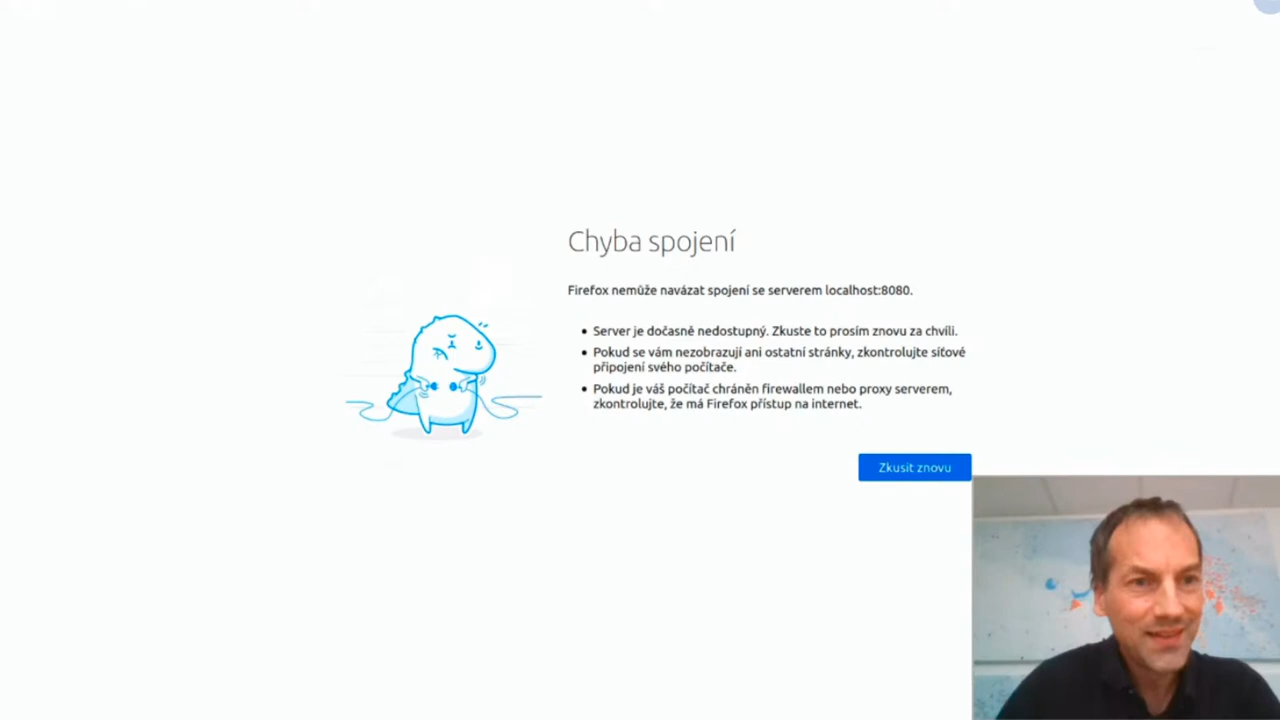 Chyba spojení
Firefox nemůže navázat spojení se serverem localhost:8080.
Server je dočasně nedostupný. Zkuste to prosím znovu za chvíli.
Pokud se vám nezobrazují ani ostatní stránky, zkontrolujte síťové
připojení svého počítače.
Pokud je váš počítač chráněn firewallem nebo proxy serverem,
zkontrolujte, že má Firefox přístup na internet.
Zkusit znovu